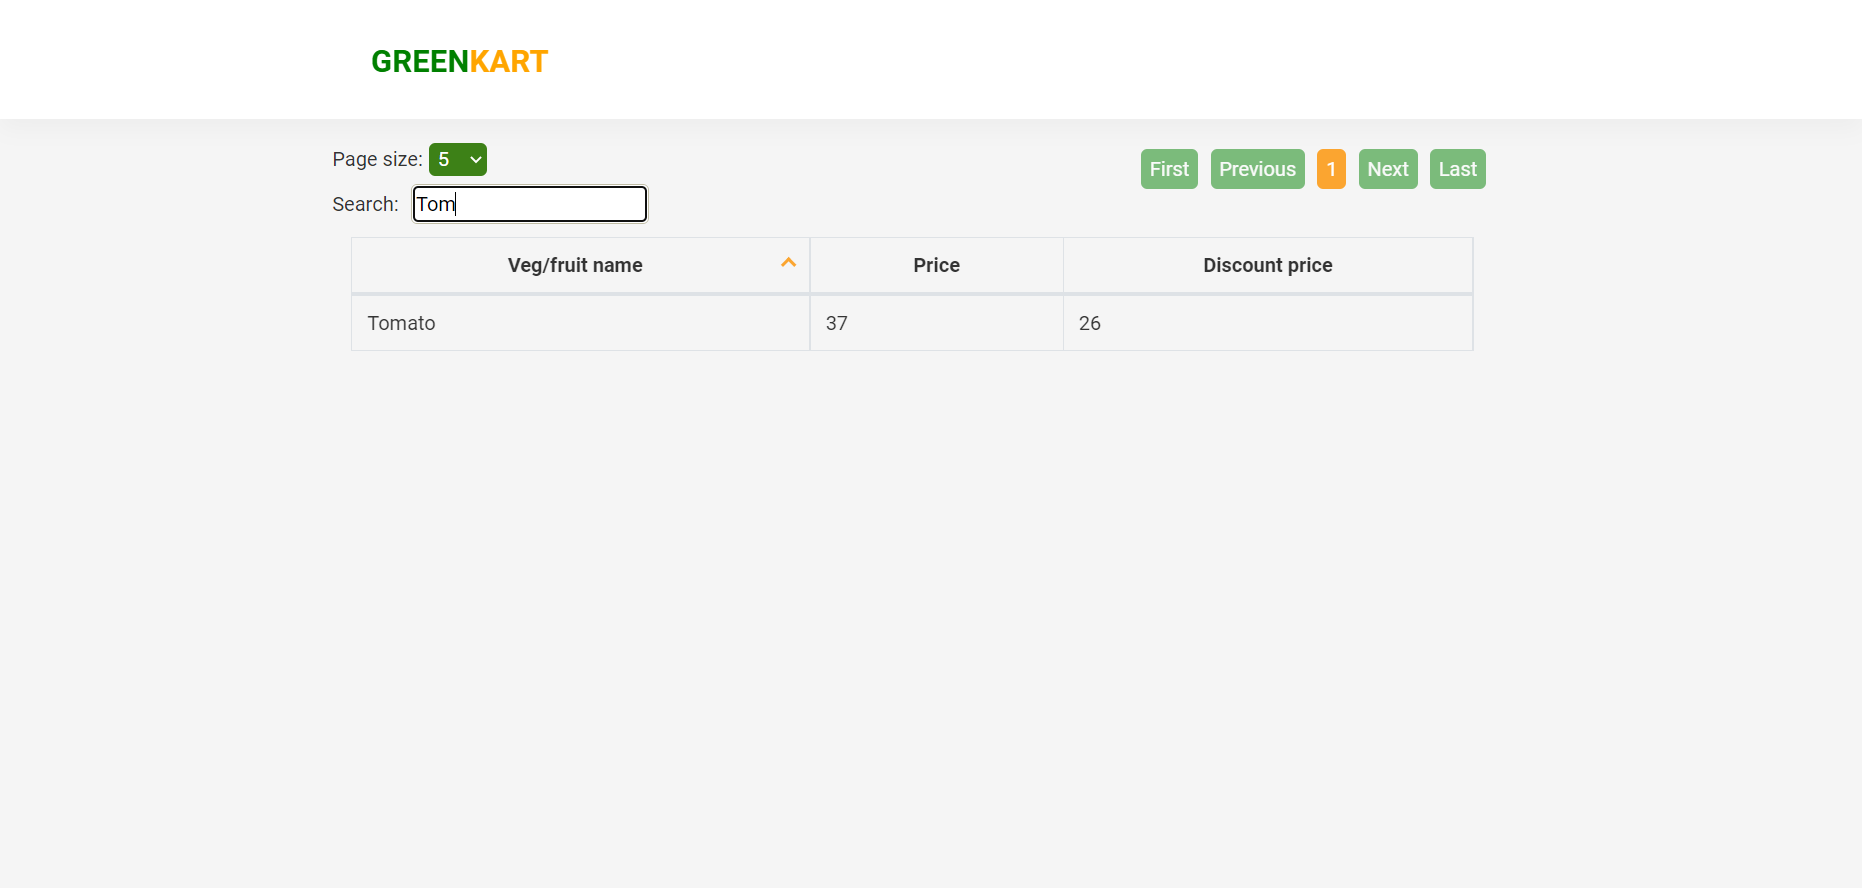 GREENKART
Page size: 5
First Previous 1 Next Last
Search: Tom
Veg/fruit name Price Discount price
Tomato 37 26